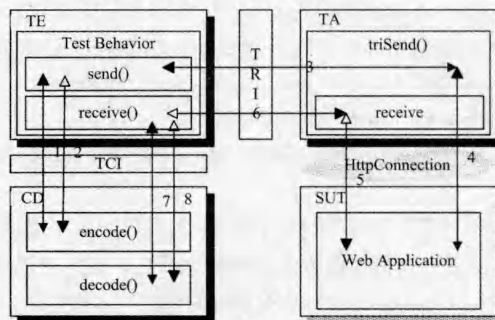 TE
Test Behavior
send()
receive()
T
R
I
3
6
TA
triSend()
receive
1
2
TCI
HttpConnection
4
5
CD
7
8
encode()
decode()
SUT
Web Application